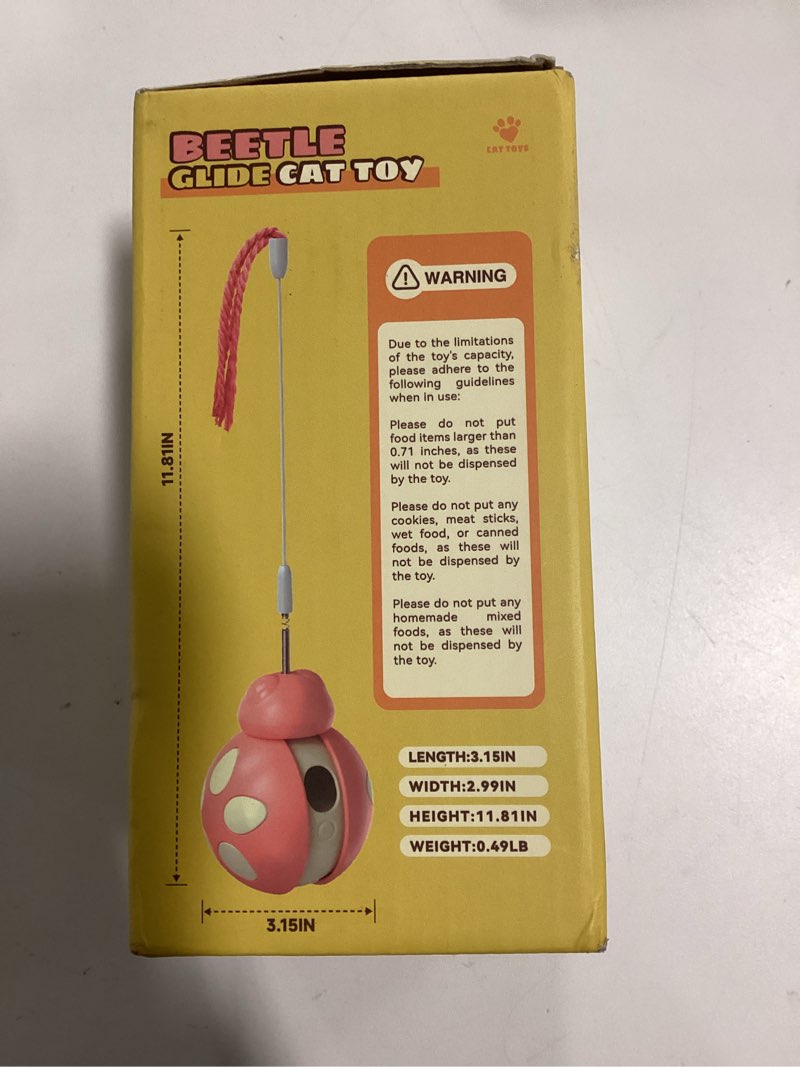 BEETLE
GLIDE CAT TOY
CAT TOYS
11.81IN
WARNING
Due to the limitations
of the toy's capacity,
please adhere to the
following guidelines
when in use:
Please do not put
food items larger than
0.71 inches, as these
will not be dispensed
by the toy.
Please do not put any
cookies, meat sticks,
wet food, or canned
foods, as these will
not be dispensed by
the toy.
Please do not put any
homemade mixed
foods, as these will
not be dispensed by
the toy.
LENGTH:3.15IN
WIDTH:2.99IN
HEIGHT:11.81IN
WEIGHT:0.49LB
3.15IN